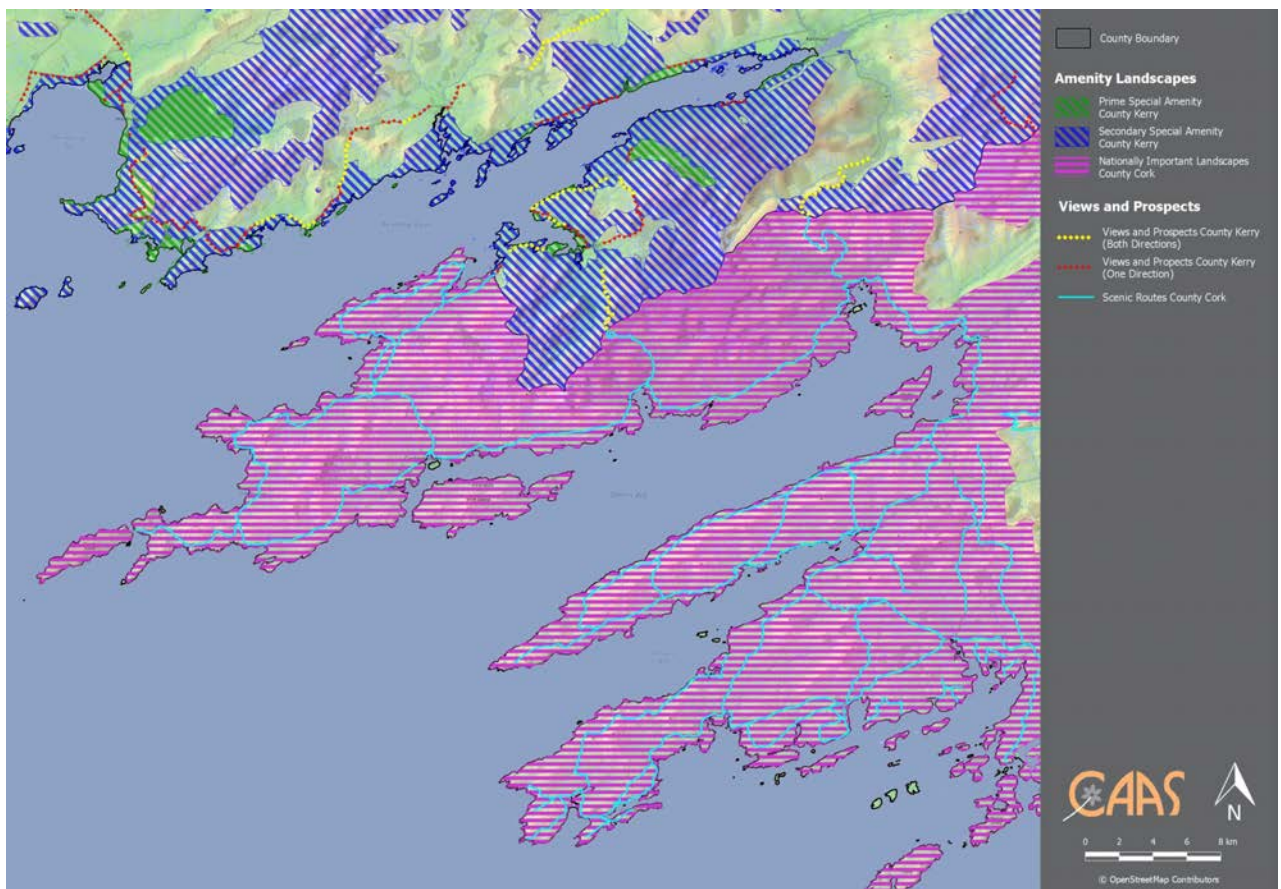 County Boundary
Amenity Landscapes
Prime Special Amenity
County Kerry
Secondary Special Amenity
County Kerry
Nationally Important Landscapes
County Cork
Views and Prospects
Views and Prospects County Kerry
(Both Directions)
Views and Propects County Kerry
(One Direction)
Scenic Routes County Cork
CAAS
N
0 2 4 6 8 km
© OpenStreetMap Contributors